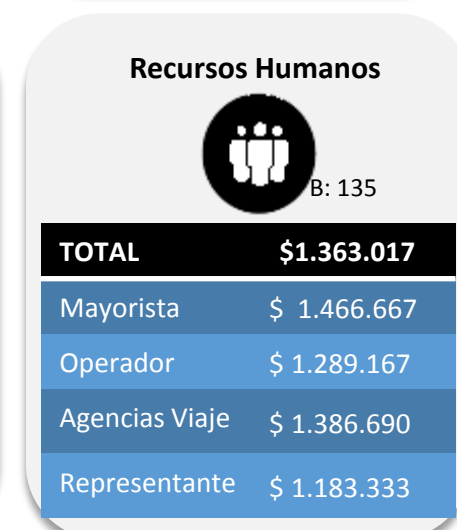 Recursos Humanos
B: 135
TOTAL $1.363.017
Mayorista $ 1.466.667
Operador $ 1.289.167
Agencias Viaje $ 1.386.690
Representante $ 1.183.333